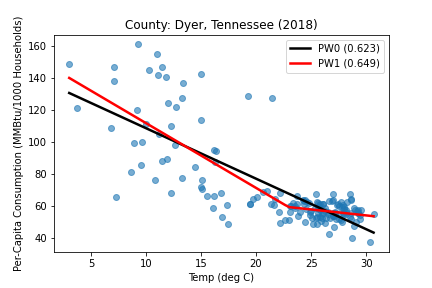 County: Dyer, Tennessee (2018)
Per-Capita Consumption (MMBtu/1000 Households)
160
140
120
100
80
60
40
PW0 (0.623)
PW1 (0.649)
5 10 15 20 25 30
Temp (deg C)